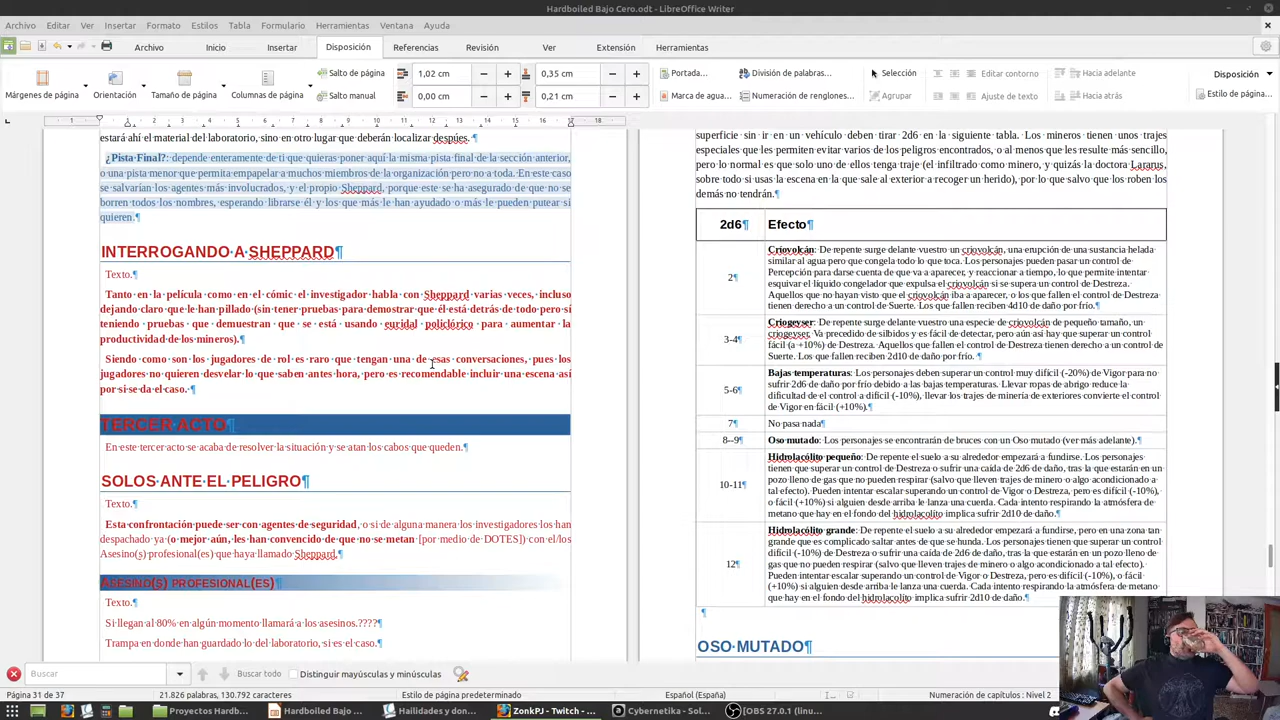 Hardboiled Bajo Cero.odt - LibreOffice Writer
Archivo Editar Ver Insertar Formato Estilos Tabla Formulario Herramientas Ventana Ayuda
Archivo Inicio Insertar Disposición Referencias Revisión Ver Extensión Herramientas
Márgenes de página Orientación Tamaño de página Columnas de página
Salto de página
Salto manual
1,02 cm
0,00 cm
0,35 cm
0,21 cm
Portada...
Marca de agua...
División de palabras...
Numeración de renglones...
Selección
Agrupar
Editar contorno
Ajuste de texto
Hacia adelante
Hacia atrás
Disposición
Estilo de página...
1 1 2 3 4 5 6 7 8 9 10 11 12 13 14 15 16 17 18
estará ahí el material del laboratorio, sino en otro lugar que deberán localizar despúes.¶
¿Pista Final?: depende enteramente de ti que quieras poner aquí la misma pista final de la sección anterior,
o una pista menor que permita empapelar a muchos miembros de la organización pero no a toda. En este caso
se salvarían los agentes más involucrados, y el propio Sheppard, porque este se ha asegurado de que no se
borren todos los nombres, esperando librarse él y los que más le han ayudado o más le pueden putear si
quieren.¶
INTERROGANDO A SHEPPARD¶
Texto.¶
Tanto en la película como en el cómic el investigador habla con Sheppard varias veces, incluso
dejando claro que le han pillado (sin tener pruebas para demostrar que él está detrás de todo pero sí
teniendo pruebas que demuestran que se está usando euridal policlórico para aumentar la
productividad de los mineros).¶
Siendo como son los jugadores de rol es raro que tengan una de esas conversaciones, pues los
jugadores no quieren desvelar lo que saben antes hora, pero es recomendable incluir una escena así
por si se da el caso. ¶
TERCER ACTO¶
En este tercer acto se acaba de resolver la situación y se atan los cabos que queden.¶
SOLOS ANTE EL PELIGRO¶
Texto.¶
Esta confrontación puede ser con agentes de seguridad, o si de alguna manera los investigadores los han
despachado ya (o mejor aún, les han convencido de que no se metan [por medio de DOTES]) con el/los
Asesino(s) profesional(es) que haya llamado Sheppard.¶
ASESINO(S) PROFESIONAL(ES)¶
Texto.¶
Si llegan al 80% en algún momento llamará a los asesinos.????¶
Trampa en donde han guardado lo del laboratorio, si es el caso.¶
superficie sin ir en un vehículo deben tirar 2d6 en la siguiente tabla. Los mineros tienen unos trajes
especiales que les permiten evitar varios de los peligros encontrados, o al menos que les resulte más sencillo,
pero lo normal es que solo uno de ellos tenga traje (el infiltrado como minero, y quizás la doctora Lararus,
sobre todo si usas la escena en la que sale al exterior a recoger un herido), por lo que salvo que los roben los
demás no tendrán.¶
2d6¶ Efecto¶
2¶
Criovolcán: De repente surge delante vuestro un criovolcán, una erupción de una sustancia helada
similar al agua pero que congela todo lo que toca. Los personajes pueden pasar un control de
Percepción para darse cuenta de que va a aparecer, y reaccionar a tiempo, lo que permite intentar
esquivar el líquido congelador que expulsa el criovolcán si se supera un control de Destreza.
Aquellos que no hayan visto que el criovolcán iba a aparecer, o los que fallen el control de Destreza
tienen derecho a un control de Suerte. Los que fallen reciben 4d10 de daño por frío.¶
3-4¶
Criogeyser: De repente surge delante vuestro una especie de criovolcán de pequeño tamaño, un
criogeyser. Va precedido de silbidos y es fácil de detectar, pero aún así hay que superar un control
fácil (a +10%) de Destreza. Aquellos que fallen el control de Destreza tienen derecho a un control de
Suerte. Los que fallen reciben 2d10 de daño por frío. ¶
5-6¶
Bajas temperaturas: Los personajes deben superar un control muy difícil (-20%) de Vigor para no
sufrir 2d6 de daño por frío debido a las bajas temperaturas. Llevar ropas de abrigo reduce la
dificultad de el control a difícil (-10%), llevar los trajes de minería de exteriores convierte el control
de Vigor en fácil (+10%).¶
7¶ No pasa nada¶
8--9¶ Oso mutado: Los personajes se encontrarán de bruces con un Oso mutado (ver más adelante).¶
10-11¶
Hidrolacólito pequeño: De repente el suelo a su alrededor empezará a fundirse. Los personajes
tienen que superar un control de Destreza o sufrir una caída de 2d6 de daño, tras la que estarán en un
pozo lleno de gas que no pueden respirar (salvo que lleven trajes de minero o algo acondicionado a
tal efecto). Pueden intentar escalar superando un control de Vigor o Destreza, pero es difícil (-10%),
o fácil (+10%) si alguien desde arriba le lanza una cuerda. Cada intento respirando la atmósfera de
metano que hay en el fondo del hidrolacolito implica sufrir 2d10 de daño.¶
12¶
Hidrolacólito grande: De repente el suelo a su alrededor empezará a fundirse, pero en una zona tan
grande que es complicado saltar antes de que se hunda. Los personajes tienen que superar un control
difícil (-10%) de Destreza o sufrir una caída de 2d6 de daño, tras la que estarán en un pozo lleno de
gas que no pueden respirar (salvo que lleven trajes de minero o algo acondicionado a tal efecto).
Pueden intentar escalar superando un control de Vigor o Destreza, pero es difícil (-10%), o fácil
(+10%) si alguien desde arriba le lanza una cuerda. Cada intento respirando la atmósfera de metano
que hay en el fondo del hidrolacolito implica sufrir 2d10 de daño.¶
¶
OSO MUTADO¶
Buscar
Buscar todo
Distinguir mayúsculas y minúsculas
Página 31 de 37
21.826 palabras, 130.792 caracteres
Estilo de página predeterminado
Español (España)
Numeración de capítulos: Nivel 2
Proyectos Hardb...
Hardboiled Bajo ...
Hailidades y don...
ZonkPJ - Twitch - ...
Cybernetika - Sol...
[OBS 27.0.1 (linu...